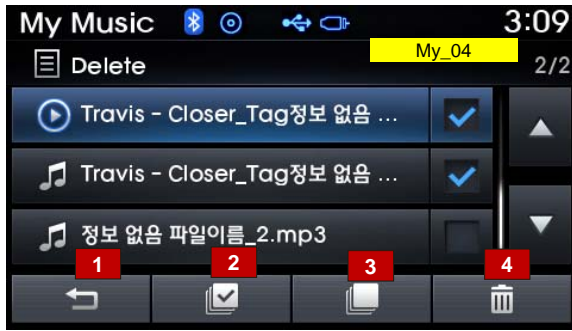 My Music 3:09
My_04
Delete 2/2
Travis - Closer_Tag정보 없음 ...
Travis - Closer_Tag정보 없음 ...
정보 없음 파일이름_2.mp3
1 2 3 4